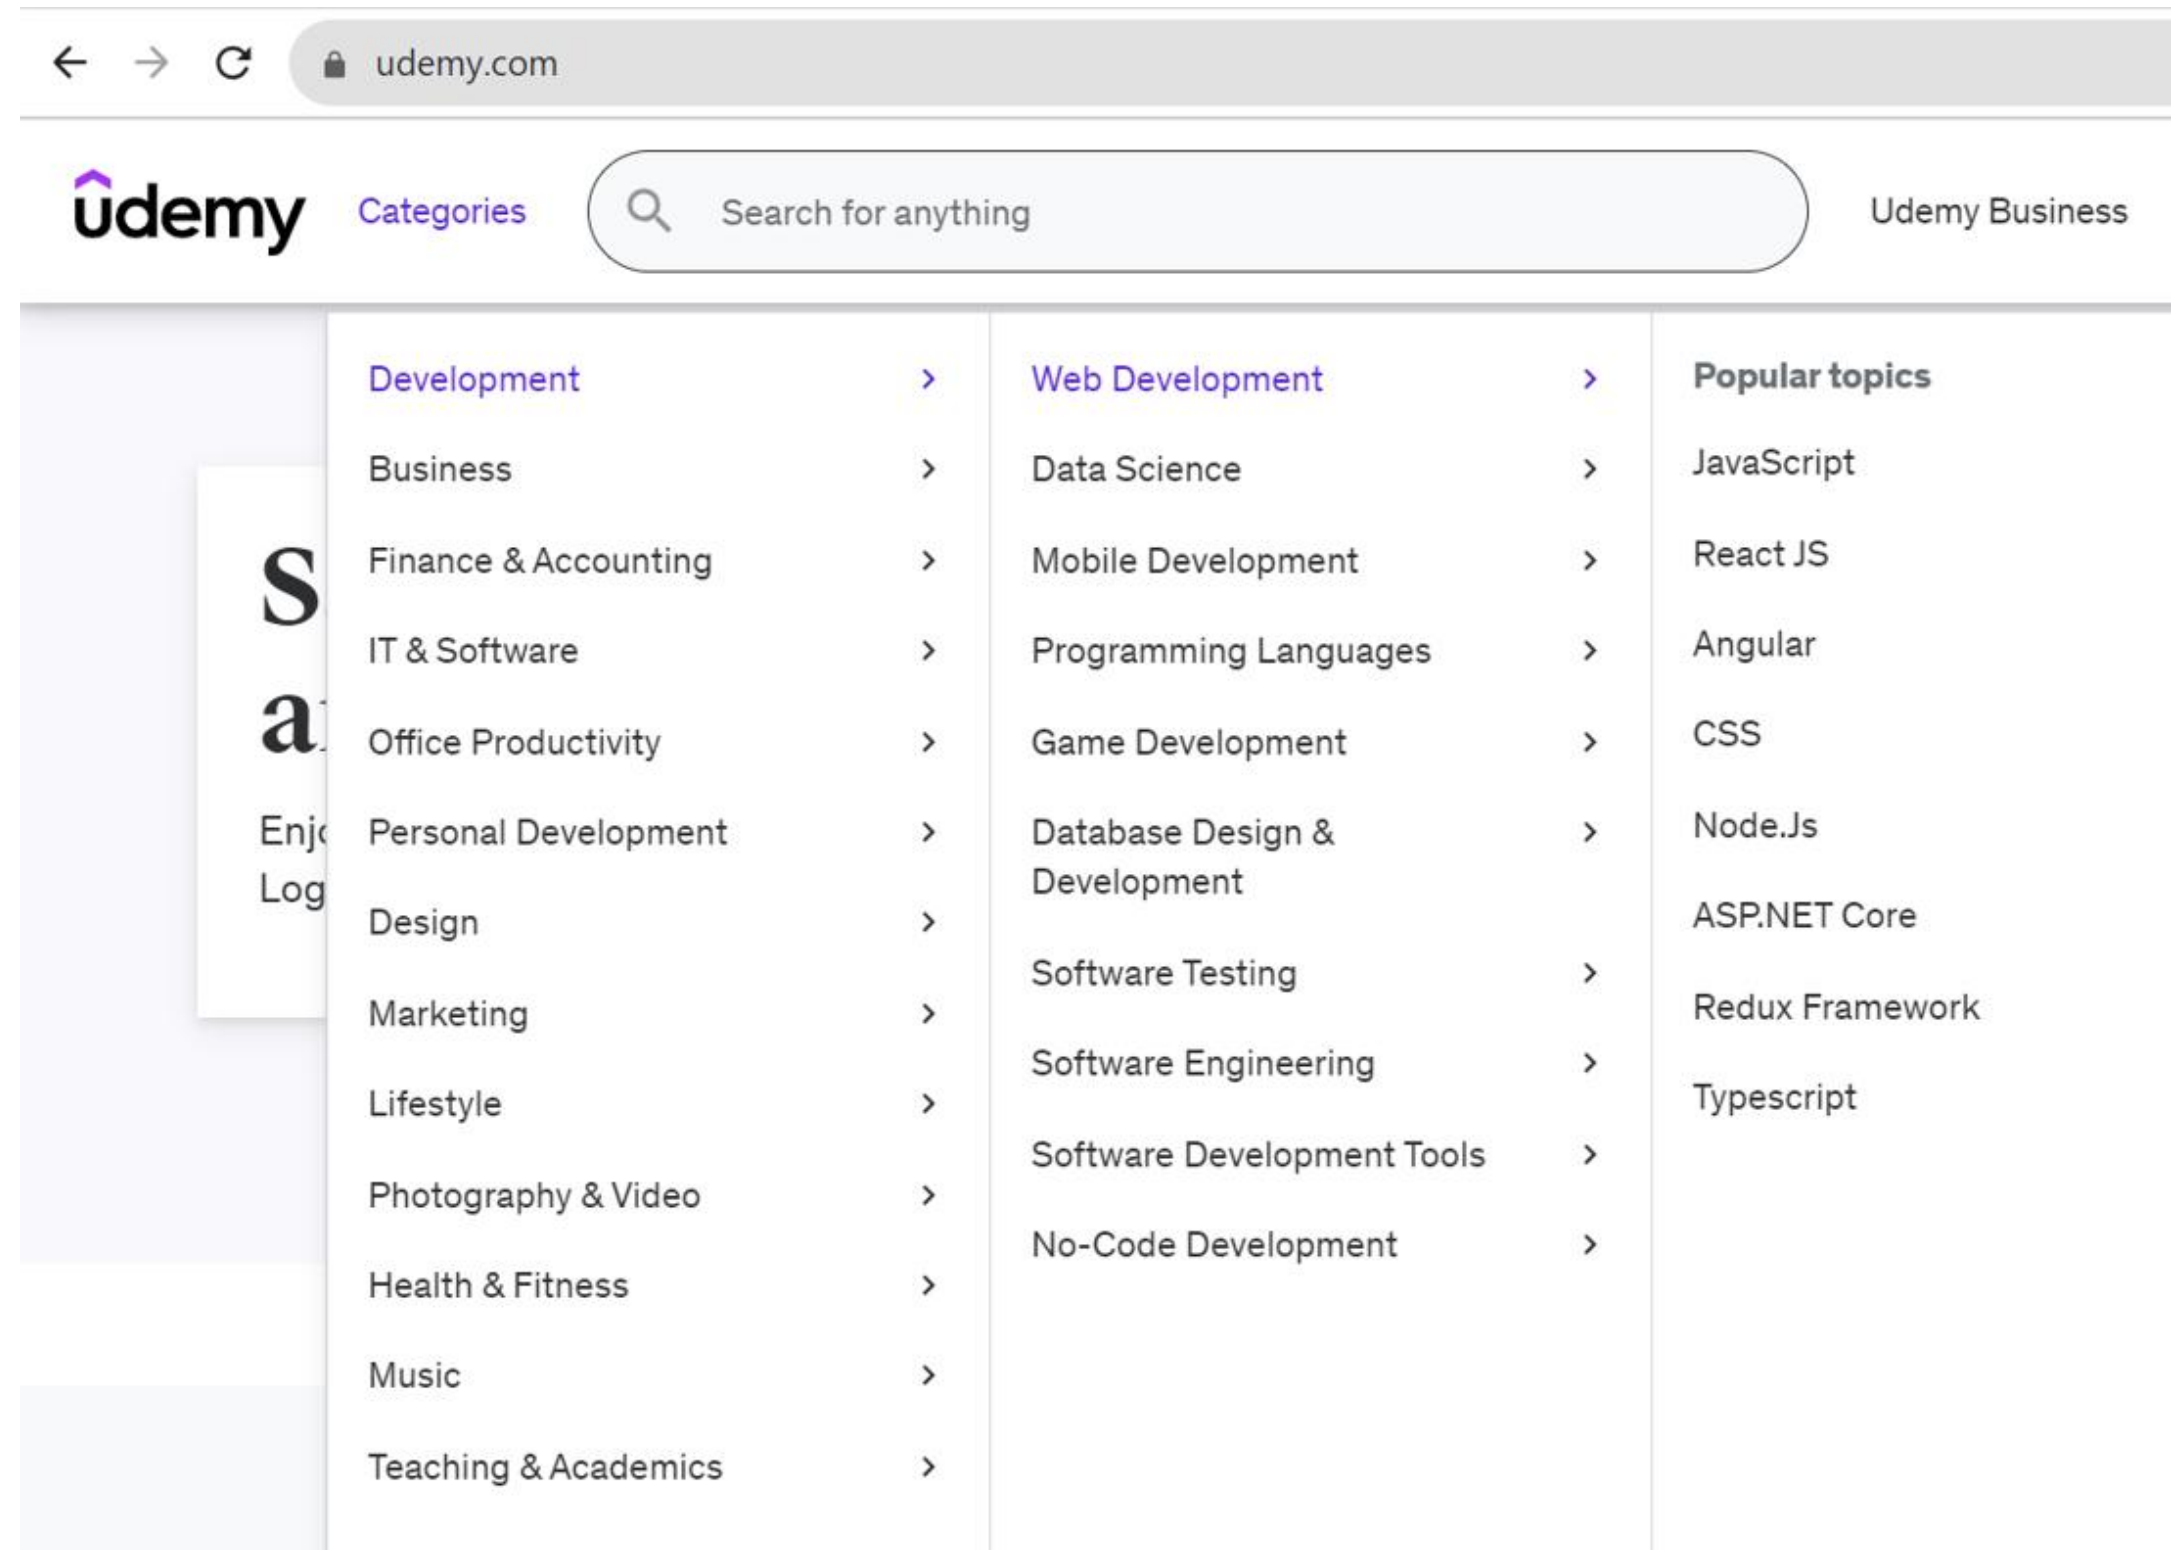 udemy.com
ûdemy
Categories
Search for anything
Udemy Business
Development
Business
Finance & Accounting
IT & Software
Office Productivity
Personal Development
Design
Marketing
Lifestyle
Photography & Video
Health & Fitness
Music
Teaching & Academics
Web Development
Data Science
Mobile Development
Programming Languages
Game Development
Database Design &
Development
Software Testing
Software Engineering
Software Development Tools
No-Code Development
Popular topics
JavaScript
React JS
Angular
CSS
Node.Js
ASP.NET Core
Redux Framework
Typescript